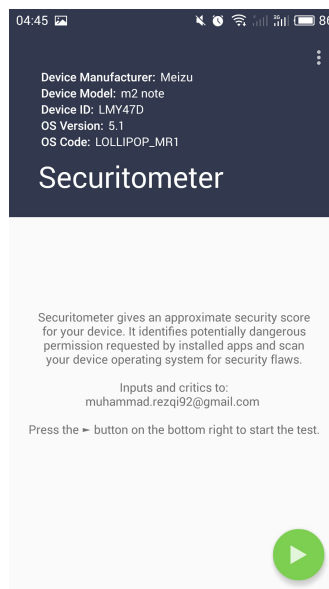 04:45 86
Device Manufacturer: Meizu
Device Model: m2 note
Device ID: LMY47D
OS Version: 5.1
OS Code: LOLLIPOP_MR1
Securitometer
Securitometer gives an approximate security score
for your device. It identifies potentially dangerous
permission requested by installed apps and scan
your device operating system for security flaws.
Inputs and critics to:
muhammad.rezqi92@gmail.com
Press the ► button on the bottom right to start the test.